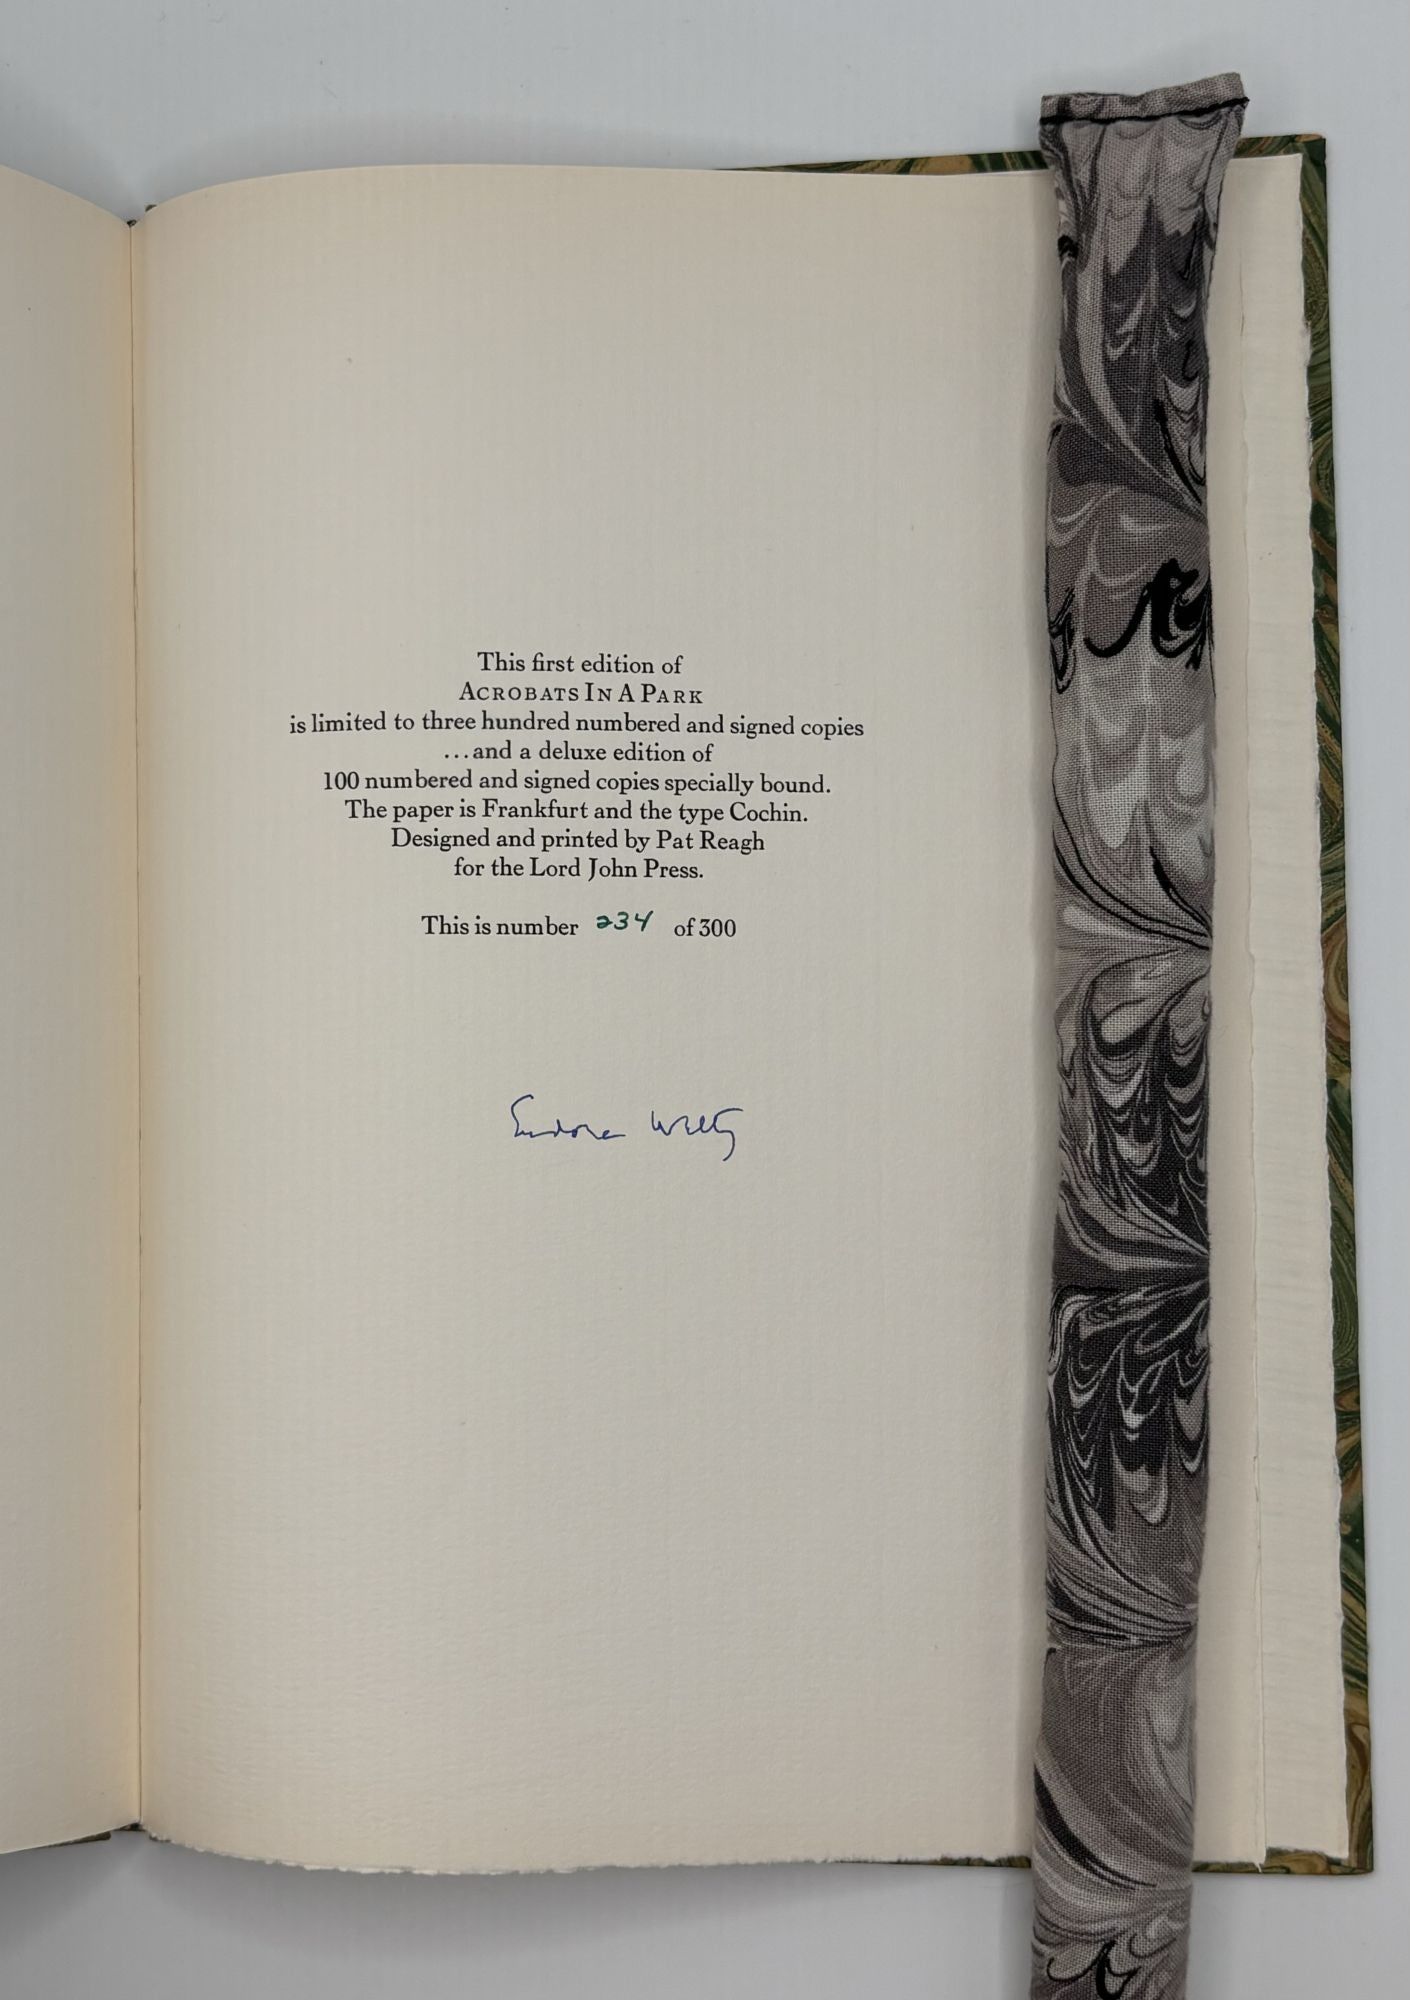 This first edition of
ACROBATS IN A PARK
is limited to three hundred numbered and signed copies
...and a deluxe edition of
100 numbered and signed copies specially bound.
The paper is Frankfurt and the type Cochin.
Designed and printed by Pat Reagh
for the Lord John Press.
This is number 234 of 300
Eudora Welty